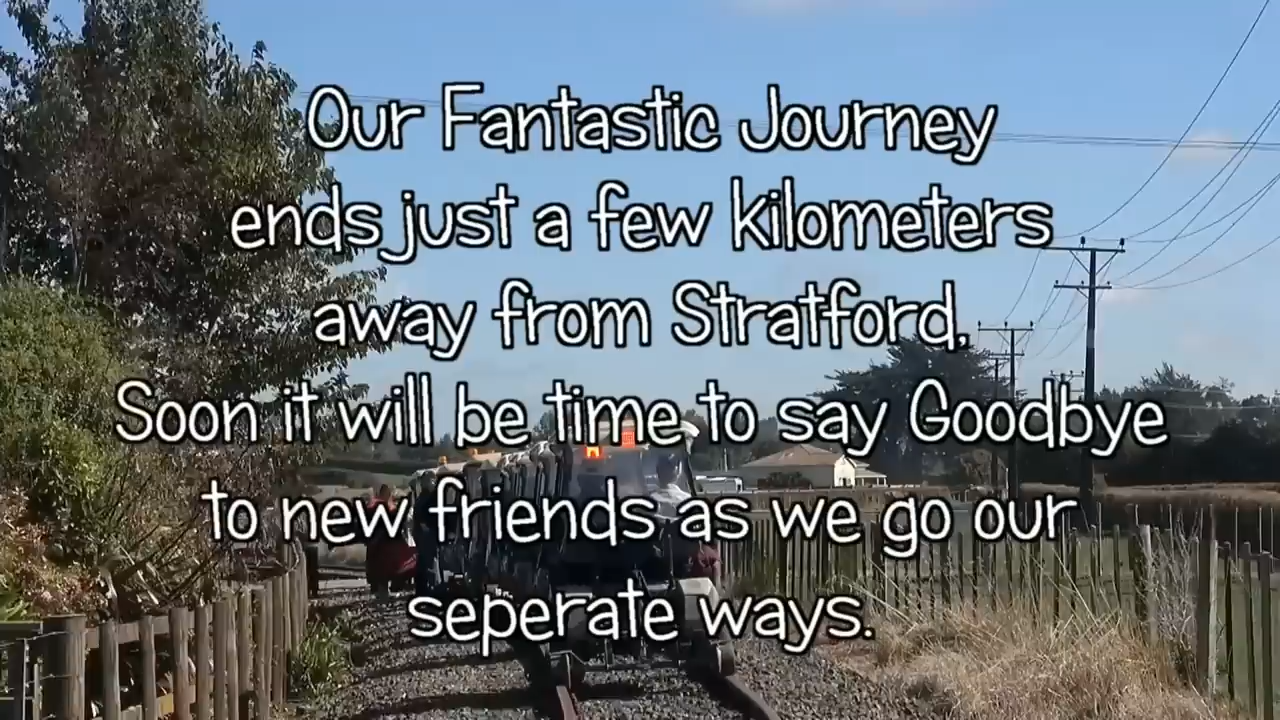 Our Fantastic Journey
ends just a few kilometers
away from Stratford.
Soon it will be time to say Goodbye
to new friends as we go our
seperate ways.